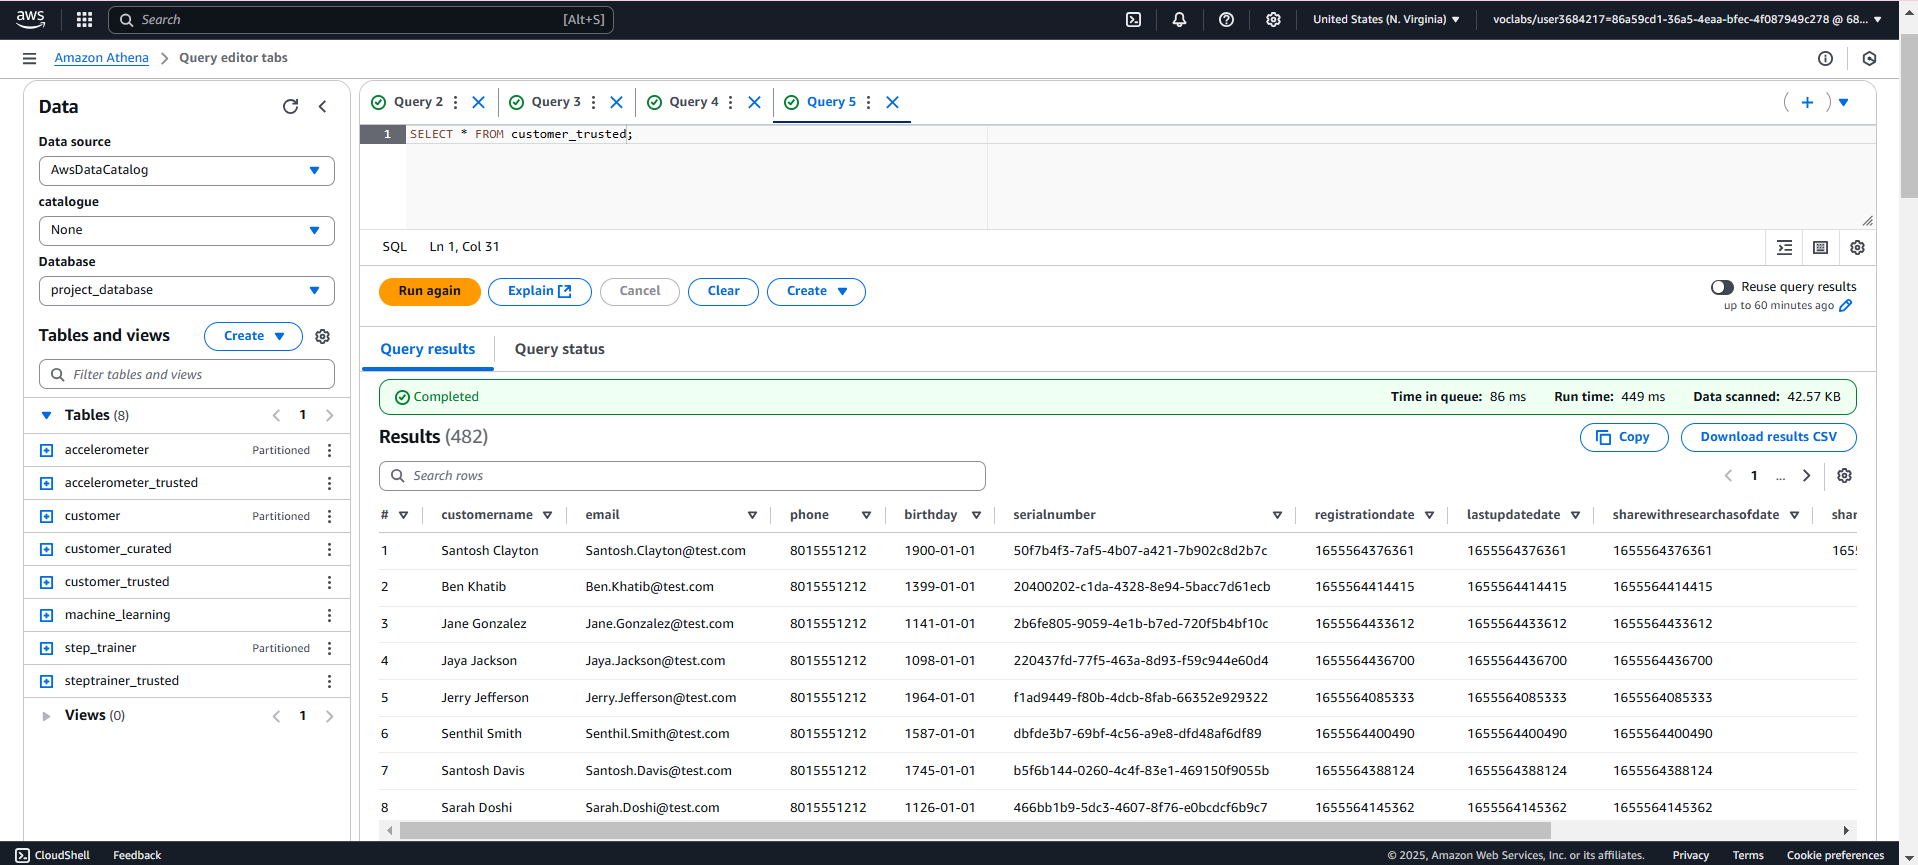 aws
Search
[Alt+S]
United States (N. Virginia)
voclabs/user3684217=86a59cd1-36a5-4eaa-bfec-4f087949c278 @ 68...
Amazon Athena
Query editor tabs
Data
Data source
AwsDataCatalog
catalogue
None
Database
project_database
Tables and views
Create
Filter tables and views
Tables (8)
1
accelerometer Partitioned
accelerometer_trusted
customer Partitioned
customer_curated
customer_trusted
machine_learning
step_trainer Partitioned
steptrainer_trusted
Views (0)
1
Query 2
Query 3
Query 4
Query 5
1
SELECT * FROM customer_trusted;
SQL Ln 1, Col 31
Run again
Explain
Cancel
Clear
Create
Reuse query results
up to 60 minutes ago
Query results
Query status
Completed
Time in queue: 86 ms Run time: 449 ms Data scanned: 42.57 KB
Results (482)
Copy
Download results CSV
Search rows
1 ...
# customername email phone birthday serialnumber registrationdate lastupdatedate sharewithresearchasofdate shar
1 Santosh Clayton Santosh.Clayton@test.com 8015551212 1900-01-01 50f7b4f3-7af5-4b07-a421-7b902c8d2b7c 1655564376361 1655564376361 1655564376361 1655
2 Ben Khatib Ben.Khatib@test.com 8015551212 1399-01-01 20400202-c1da-4328-8e94-5bacc7d61ecb 1655564414415 1655564414415 1655564414415
3 Jane Gonzalez Jane.Gonzalez@test.com 8015551212 1141-01-01 2b6fe805-9059-4e1b-b7ed-720f5b4bf10c 1655564433612 1655564433612 1655564433612
4 Jaya Jackson Jaya.Jackson@test.com 8015551212 1098-01-01 220437fd-77f5-463a-8d93-f59c944e60d4 1655564436700 1655564436700 1655564436700
5 Jerry Jefferson Jerry.Jefferson@test.com 8015551212 1964-01-01 f1ad9449-f80b-4dcb-8fab-66352e929322 1655564085333 1655564085333 1655564085333
6 Senthil Smith Senthil.Smith@test.com 8015551212 1587-01-01 dbfde3b7-69bf-4c56-a9e8-dfd48af6df89 1655564400490 1655564400490 1655564400490
7 Santosh Davis Santosh.Davis@test.com 8015551212 1745-01-01 b5f6b144-0260-4c4f-83e1-469150f9055b 1655564388124 1655564388124 1655564388124
8 Sarah Doshi Sarah.Doshi@test.com 8015551212 1126-01-01 466bb1b9-5dc3-4607-8f76-e0bcdcf6b9c7 1655564145362 1655564145362 1655564145362
CloudShell Feedback
© 2025, Amazon Web Services, Inc. or its affiliates. Privacy Terms Cookie preferences